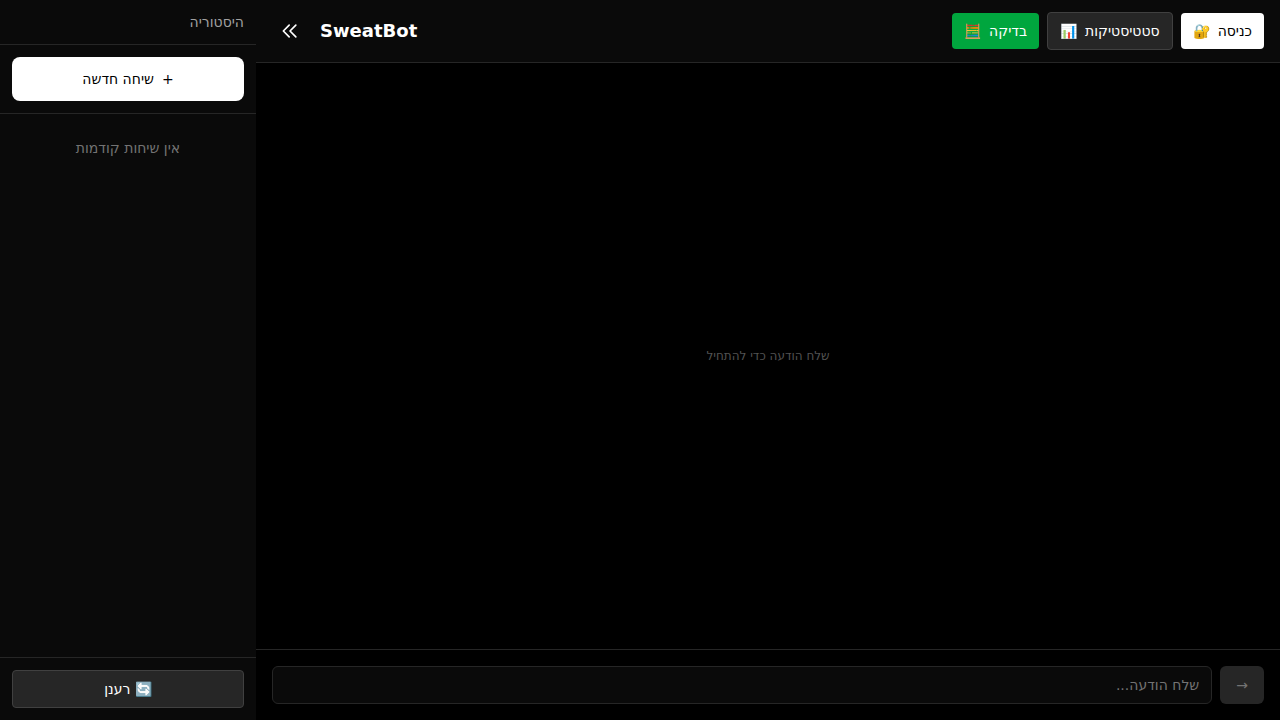 היסטוריה
+ שיחה חדשה
אין שיחות קודמות
🔄 רענן
SweatBot
בדיקה 🧮
סטטיסטיקות 📊
כניסה 🔐
שלח הודעה כדי להתחיל
שלח הודעה...
→